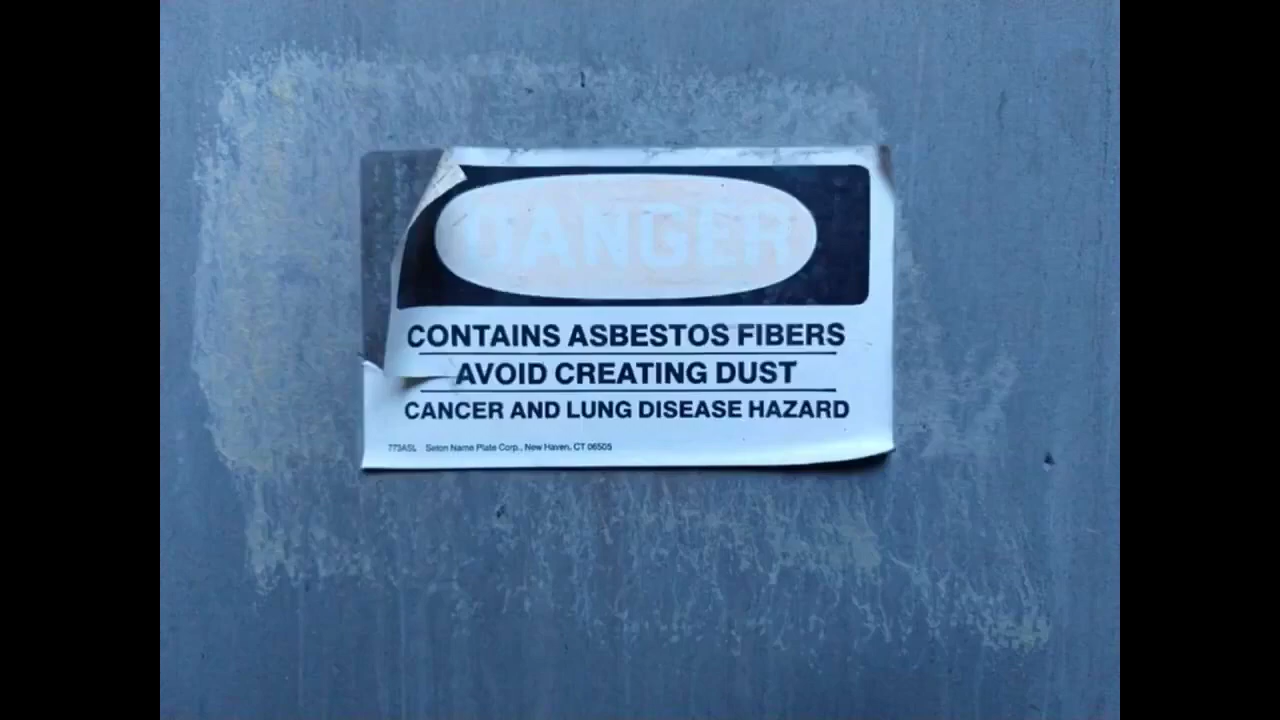 DANGER
CONTAINS ASBESTOS FIBERS
AVOID CREATING DUST
CANCER AND LUNG DISEASE HAZARD
773ASL Seton Name Plate Corp., New Haven, CT 06505